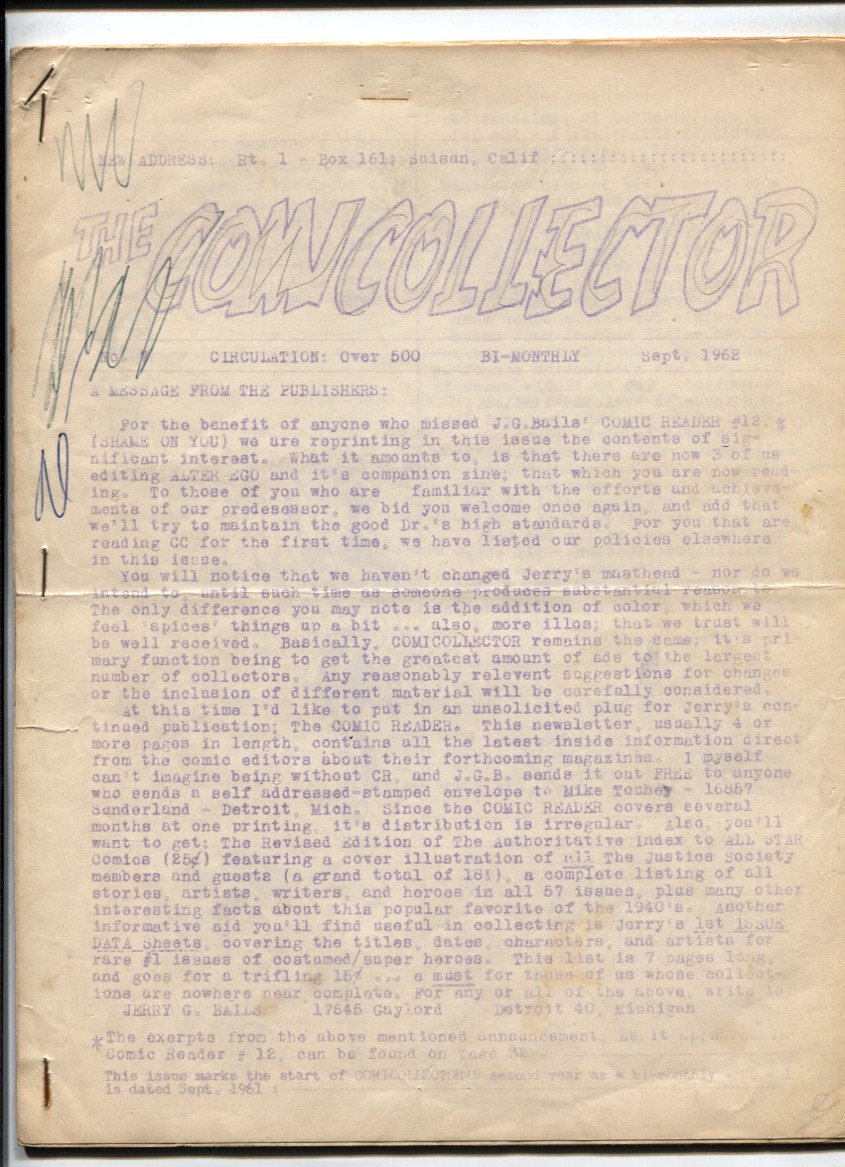 NEW ADDRESS: Rt. 1 - Box 161; Suisun, Calif ::::::::::::::::::::::::
THE COMICOLLECTOR
No. CIRCULATION: Over 500 BI-MONTHLY Sept. 1962
A MESSAGE FROM THE PUBLISHERS:
For the benefit of anyone who missed J.G.Bails' COMIC READER #12 *
(SHAME ON YOU) we are reprinting in this issue the contents of sig-
nificant interest. What it amounts to, is that there are now 3 of us
editing ALTER EGO and it's companion zine; that which you are now read-
ing. To those of you who are familiar with the efforts and achieve-
ments of our predesessor, we bid you welcome once again, and add that
we'll try to maintain the good Dr.'s high standards. For you that are
reading CC for the first time, we have listed our policies elsewhere
in this issue.
You will notice that we haven't changed Jerry's masthead - nor do we
intend to, until such time as someone produces substantial reason to.
The only difference you may note is the addition of color, which we
feel 'spices' things up a bit ... also, more illos; that we trust will
be well received. Basically, COMICOLLECTOR remains the same; it's pri-
mary function being to get the greatest amount of ads to the largest
number of collectors. Any reasonably relevent suggestions for changes
or the inclusion of different material will be carefully considered.
At this time I'd like to put in an unsolicited plug for Jerry's con-
tinued publication; The COMIC READER. This newsletter, usually 4 or
more pages in length, contains all the latest inside information direct
from the comic editors about their forthcoming magazines. I myself
can't imagine being without CR, and J.G.B. sends it out FREE to anyone
who sends a self addressed-stamped envelope to Mike Tomhey - 16857
Sunderland - Detroit, Mich. Since the COMIC READER covers several
months at one printing, it's distribution is irregular. Also, you'll
want to get: The Revised Edition of The Authoritative Index to ALL STAR
Comics (25¢) featuring a cover illustration of all The Justice Society
members and guests (a grand total of 18!), a complete listing of all
stories, artists, writers, and heroes in all 57 issues, plus many other
interesting facts about this popular favorite of the 1940's. Another
informative aid you'll find useful in collecting is Jerry's 1st ISSUE
DATA Sheets, covering the titles, dates, characters, and artists for
rare #1 issues of costumed/super heroes. This list is 7 pages long,
and goes for a trifling 15¢ ... a must for those of us whose collect-
ions are nowhere near complete. For any or all of the above, write to
JERRY G. BAILS 17645 Gaylord Detroit 40, Michigan
*The exerpts from the above mentioned announcement, as it appeared in
Comic Reader # 12, can be found on page 32
This issue marks the start of COMICOLLECTOR'S second year as a bi-monthly
is dated Sept. 1961 :